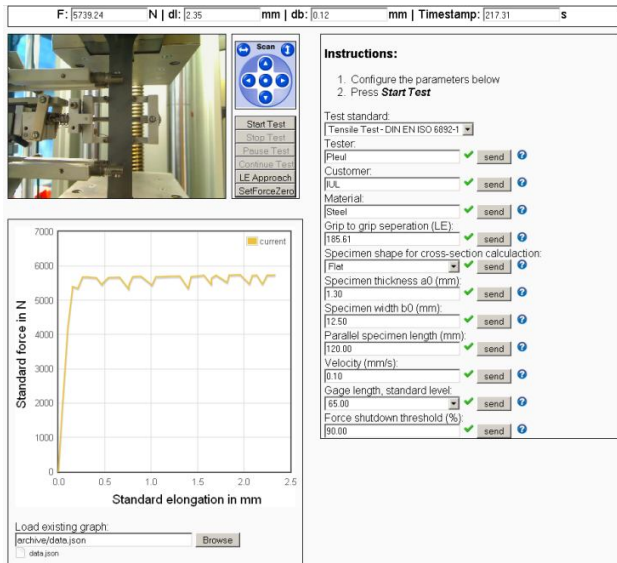 F: 5739.24 N | dl: 2.35 mm | db: 0.12 mm | Timestamp: 217.31 s
Scan
Start Test
Stop Test
Pause Test
Continue Test
LE Approach
SetForceZero
Instructions:
1. Configure the parameters below
2. Press Start Test
Test standard:
Tensile Test - DIN EN ISO 6892-1
Tester:
Pleul send
Customer:
IUL send
Material:
Steel send
Grip to grip seperation (LE):
185.61 send
Specimen shape for cross-section calculaction:
Flat send
Specimen thickness a0 (mm):
1.30 send
Specimen width b0 (mm):
12.50 send
Parallel specimen length (mm):
120.00 send
Velocity (mm/s):
0.10 send
Gage length, standard level:
65.00 send
Force shutdown threshold (%):
90.00 send
current
Standard force in N
7000
6000
5000
4000
3000
2000
1000
0
0.0 0.5 1.0 1.5 2.0 2.5
Standard elongation in mm
Load existing graph:
archive/data.json Browse
data.json